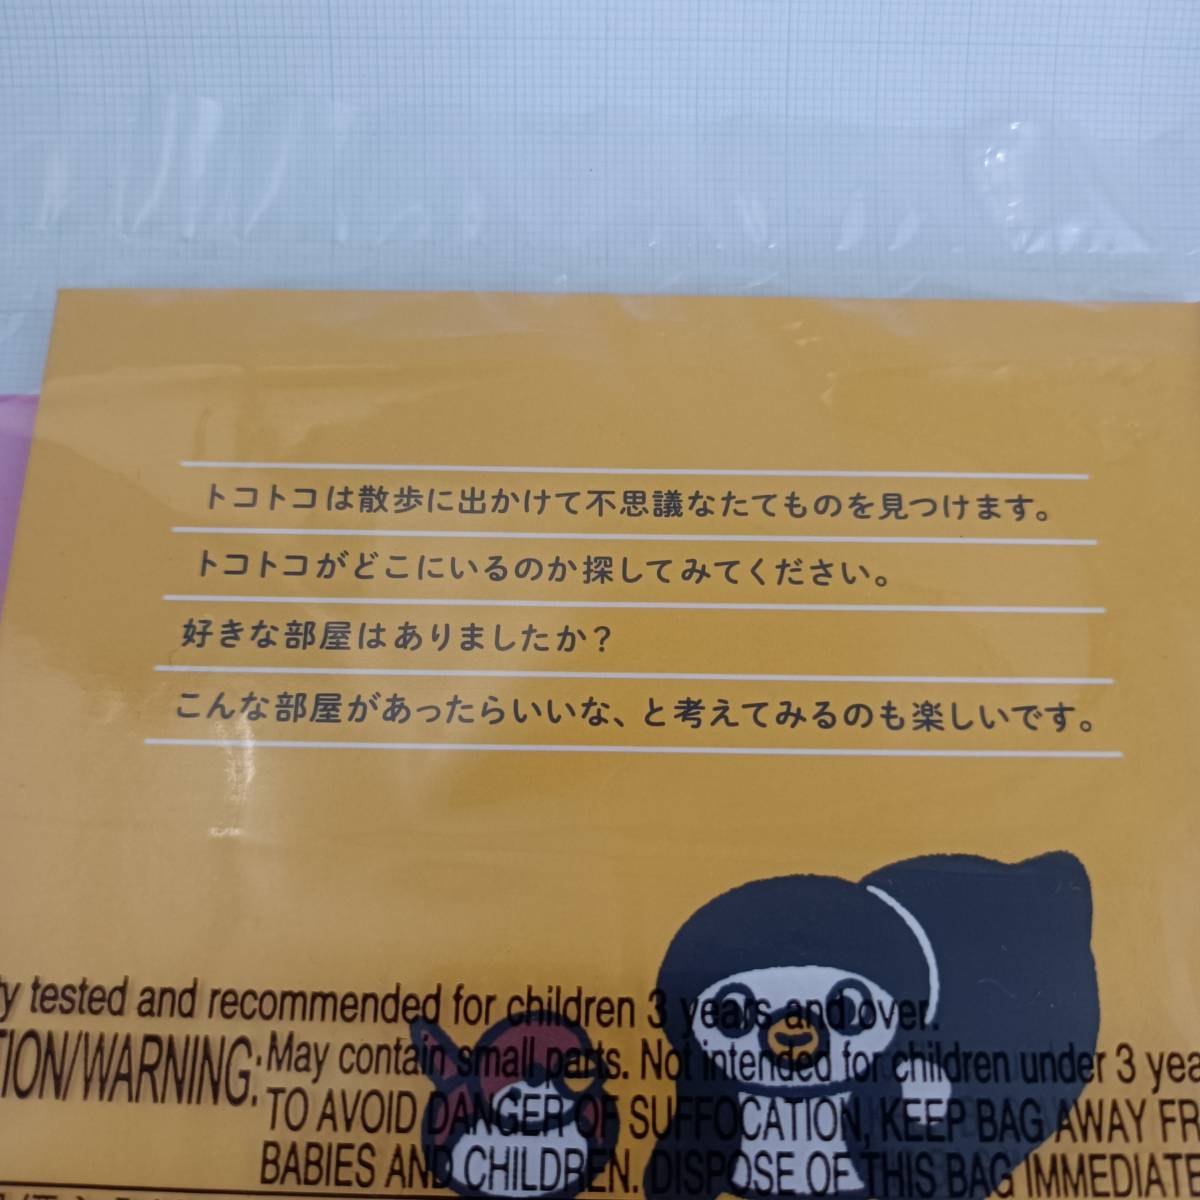 トコトコは散歩に出かけて不思議なたてものを見つけます。
トコトコがどこにいるのか探してみてください。
好きな部屋はありましたか？
こんな部屋があったらいいな、と考えてみるのも楽しいです。
tested and recommended for children 3 years and over.
WARNING: May contain small parts. Not intended for children under 3
TO AVOID DANGER OF SUFFOCATION, KEEP BAG AWAY
BABIES AND CHILDREN. DISPOSE OF THIS BAG